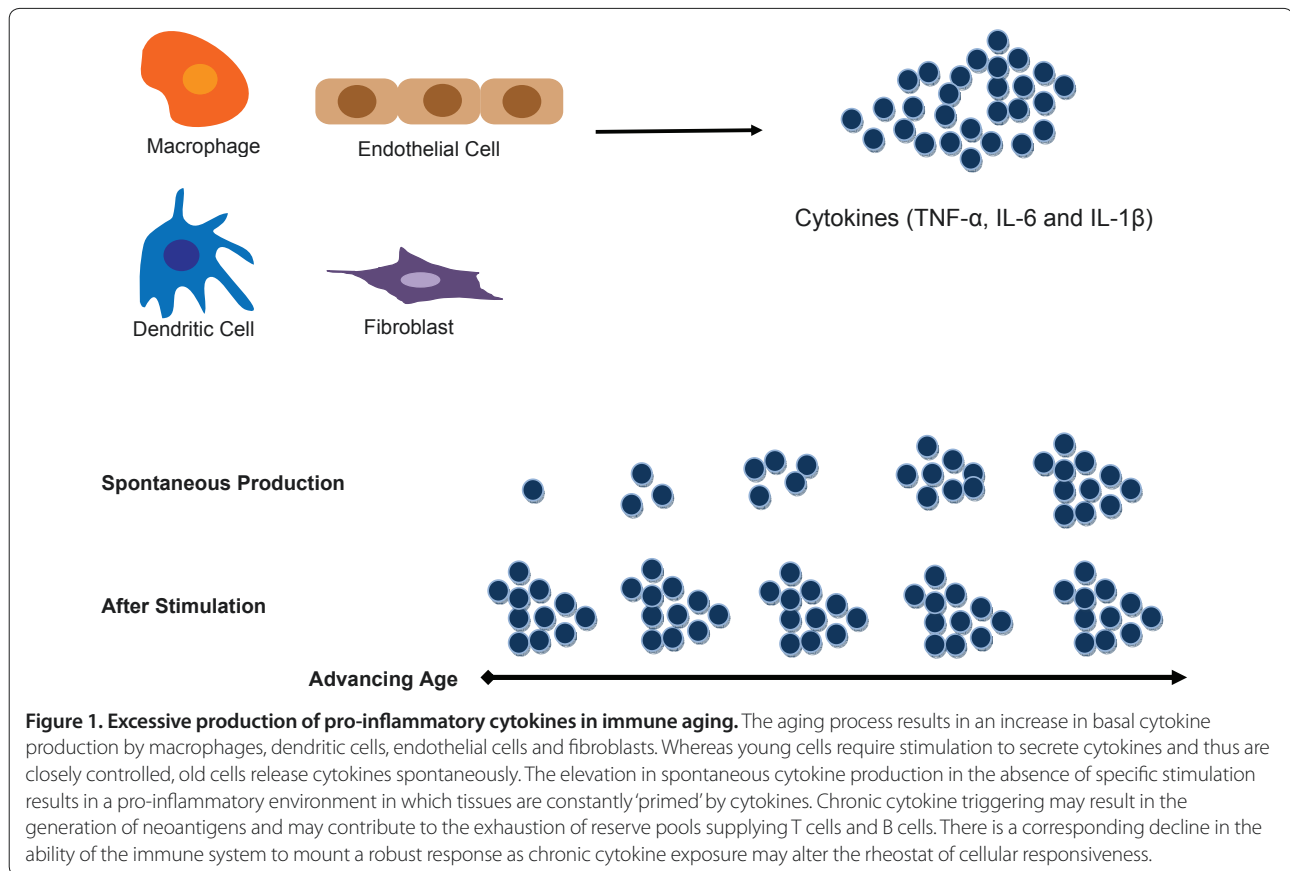 Macrophage
Endothelial Cell
Cytokines (TNF-α, IL-6 and IL-1β)
Dendritic Cell
Fibroblast
Spontaneous Production
After Stimulation
Advancing Age
Figure 1. Excessive production of pro-inflammatory cytokines in immune aging. The aging process results in an increase in basal cytokine
production by macrophages, dendritic cells, endothelial cells and fibroblasts. Whereas young cells require stimulation to secrete cytokines and thus are
closely controlled, old cells release cytokines spontaneously. The elevation in spontaneous cytokine production in the absence of specific stimulation
results in a pro-inflammatory environment in which tissues are constantly ‘primed’ by cytokines. Chronic cytokine triggering may result in the
generation of neoantigens and may contribute to the exhaustion of reserve pools supplying T cells and B cells. There is a corresponding decline in the
ability of the immune system to mount a robust response as chronic cytokine exposure may alter the rheostat of cellular responsiveness.